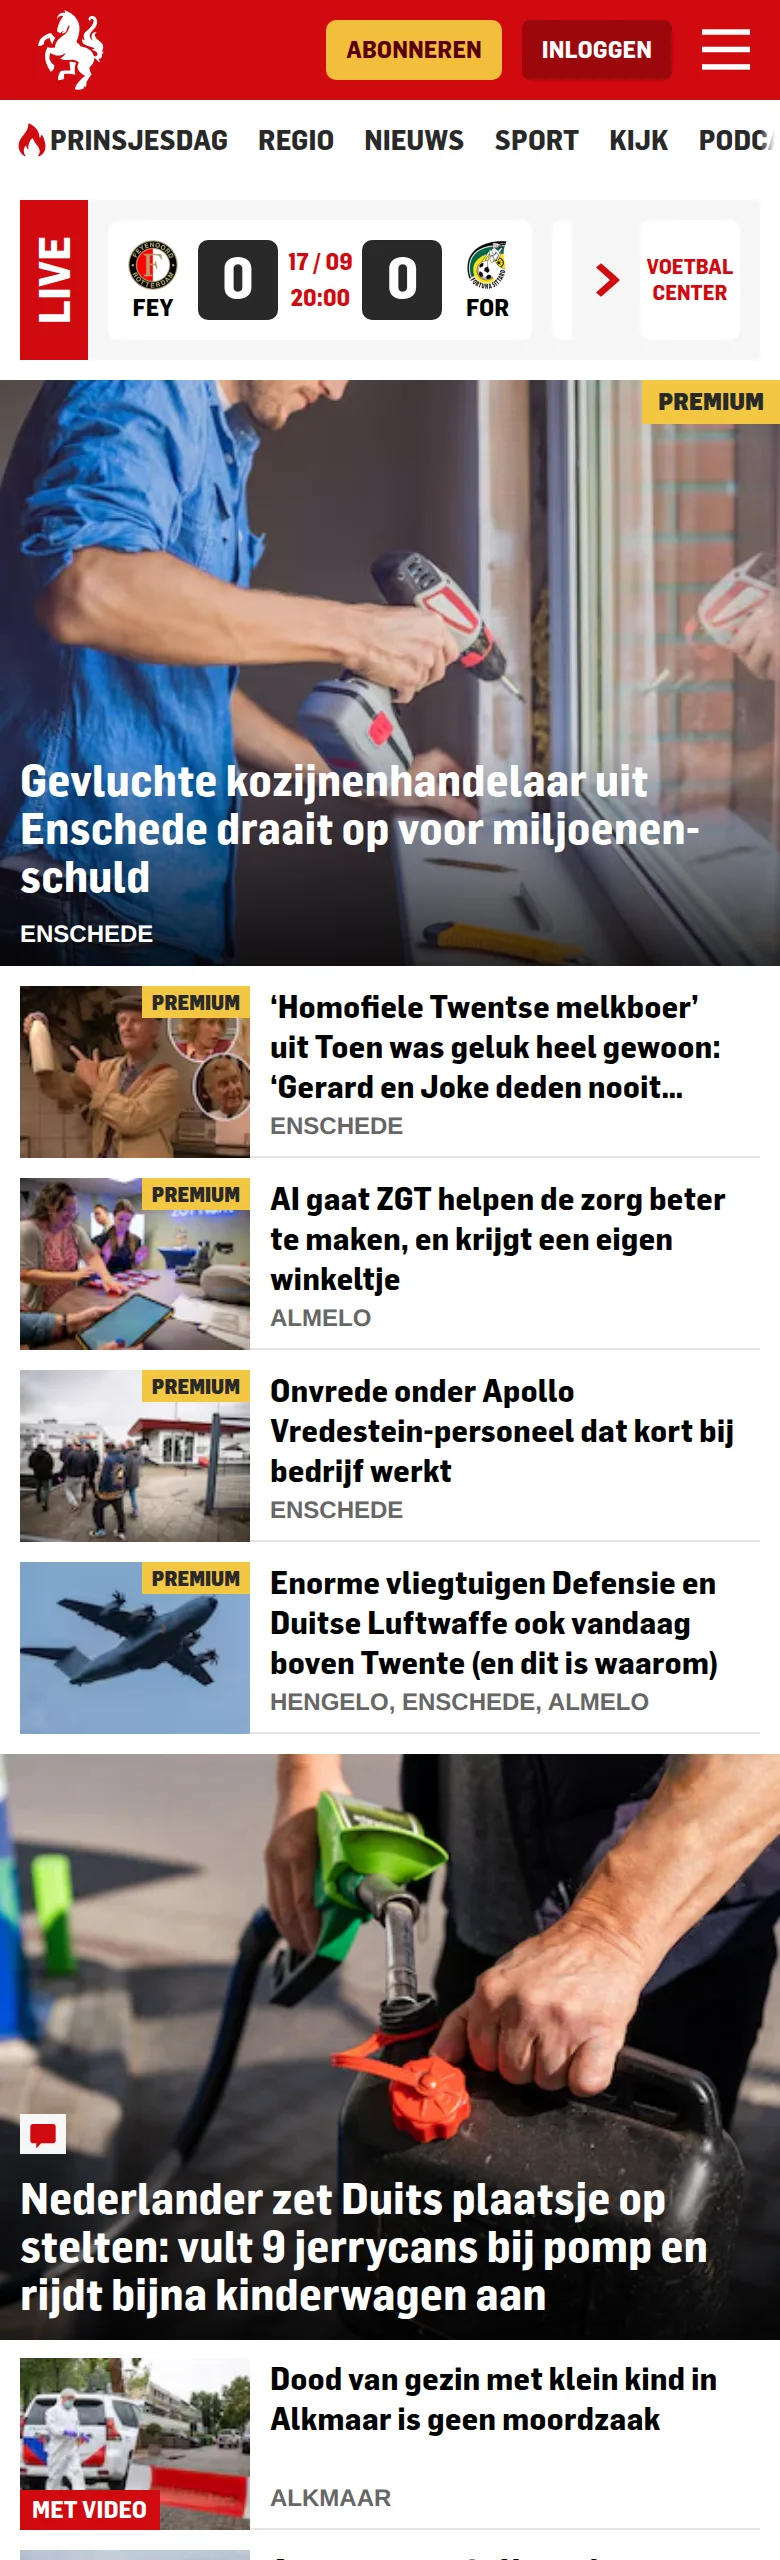 ABONNEREN
INLOGGEN
PRINSJESDAG REGIO NIEUWS SPORT KIJK
LIVE
FEY
0
17 / 09
20:00
0
FOR
VOETBAL
CENTER
PREMIUM
Gevluchte kozijnenhandelaar uit
Enschede draait op voor miljoenen-
schuld
ENSCHEDE
PREMIUM
‘Homofiele Twentse melkboer’
uit Toen was geluk heel gewoon:
‘Gerard en Joke deden nooit...
ENSCHEDE
PREMIUM
AI gaat ZGT helpen de zorg beter
te maken, en krijgt een eigen
winkeltje
ALMELO
PREMIUM
Onvrede onder Apollo
Vredestein-personeel dat kort bij
bedrijf werkt
ENSCHEDE
PREMIUM
Enorme vliegtuigen Defensie en
Duitse Luftwaffe ook vandaag
boven Twente (en dit is waarom)
HENGELO, ENSCHEDE, ALMELO
Nederlander zet Duits plaatsje op
stelten: vult 9 jerrycans bij pomp en
rijdt bijna kinderwagen aan
MET VIDEO
Dood van gezin met klein kind in
Alkmaar is geen moordzaak
ALKMAAR